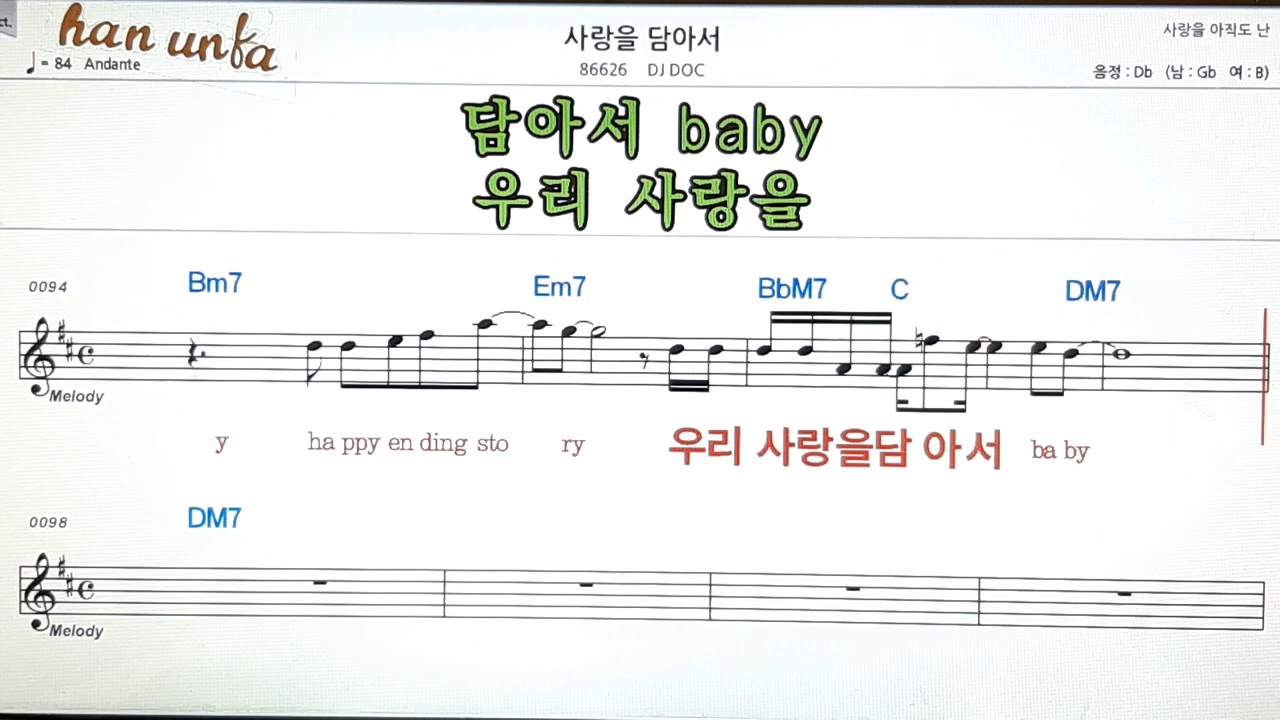 ct.
han unfa
♩ = 84 Andante
사랑을 담아서
86626 DJ DOC
사랑을 아직도 난
음정 : Db (남 : Gb 여 : B)
담아서 baby
우리 사랑을
0094 Bm7 Em7 BbM7 C DM7
Melody
y ha ppy en ding sto ry 우리 사랑을담 아서 ba by
0098 DM7
Melody